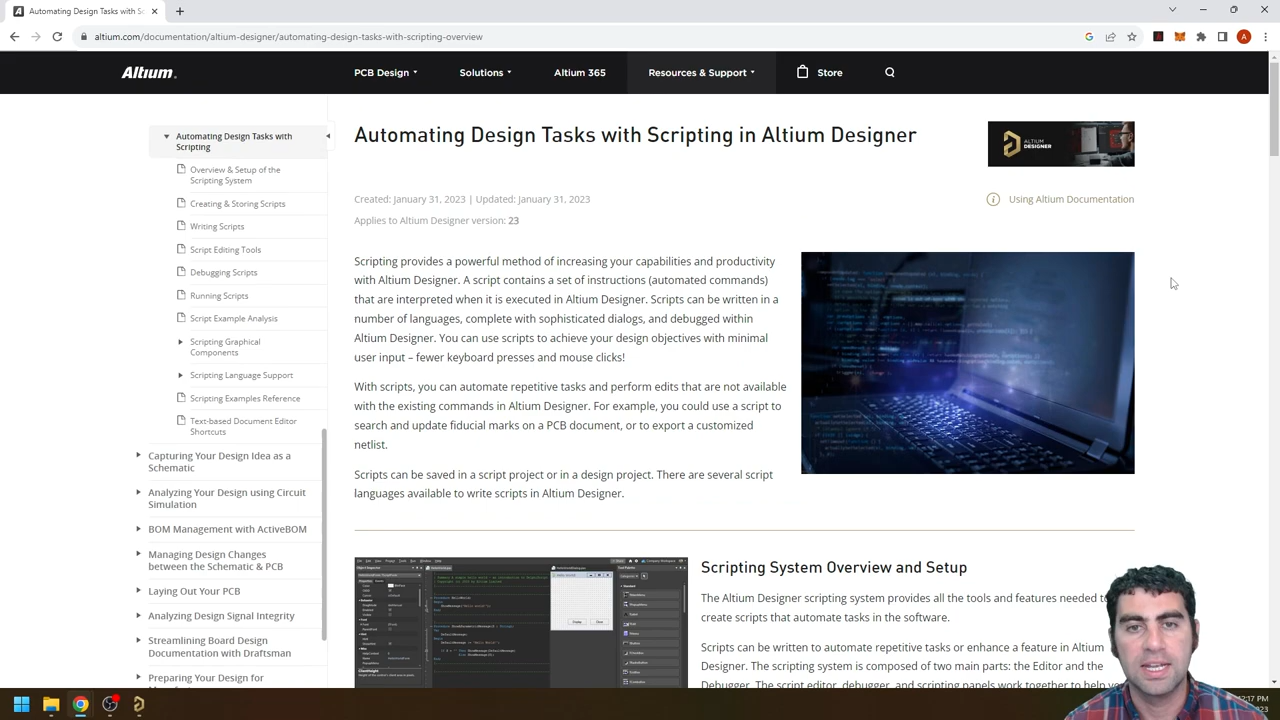 Automating Design Tasks with S
altium.com/documentation/altium-designer/automating-design-tasks-with-scripting-overview
A
Altium
PCB Design
Solutions
Altium 365
Resources & Support
Store
Automating Design Tasks with
Scripting
Overview & Setup of the
Scripting System
Creating & Storing Scripts
Writing Scripts
Script Editing Tools
Debugging Scripts
Running Scripts
Script Example Analysis
Scripting Graphical
Components
Scripting Language Support
Scripting Examples Reference
Text-based Document Editor
Shortcuts
Capturing Your Design Idea as a
Schematic
Analyzing Your Design using Circuit
Simulation
BOM Management with ActiveBOM
Managing Design Changes
between the Schematic & PCB
Laying Out Your PCB
Analyzing Design Signal Integrity
Streamlining Board Design
Documentation with Draftsman
Preparing Your Design for
Automating Design Tasks with Scripting in Altium Designer
ALTIUM
DESIGNER
Created: January 31, 2023 | Updated: January 31, 2023
Using Altium Documentation
Applies to Altium Designer version: 23
Scripting provides a powerful method of increasing your capabilities and productivity
with Altium Designer. A script contains a set of instructions (automated commands)
that are interpreted when it is executed in Altium Designer. Scripts can be written in a
number of languages, complete with sophisticated dialogs, and debugged within
Altium Designer. You can use scripts to achieve your design objectives with minimal
user input – fewer keyboard presses and mouse clicks!
With scripts, you can automate repetitive tasks and perform edits that are not available
with the existing commands in Altium Designer. For example, you could use a script to
search and update fiducial marks on a PCB document, or to export a customized
netlist.
Scripts can be saved in a script project or in a design project. There are several script
languages available to write scripts in Altium Designer.
Scripting System Overview and Setup
The Altium Designer scripting system provides all the tools and features needed to
create scripts that automate tasks in the software.
Scripts can be written to automate repetitive tasks or enhance a feature in
Designer. The scripting system is composed of two main parts: the Editor and the
Debugger. The script editor, debugger, and scripting panels work together to help